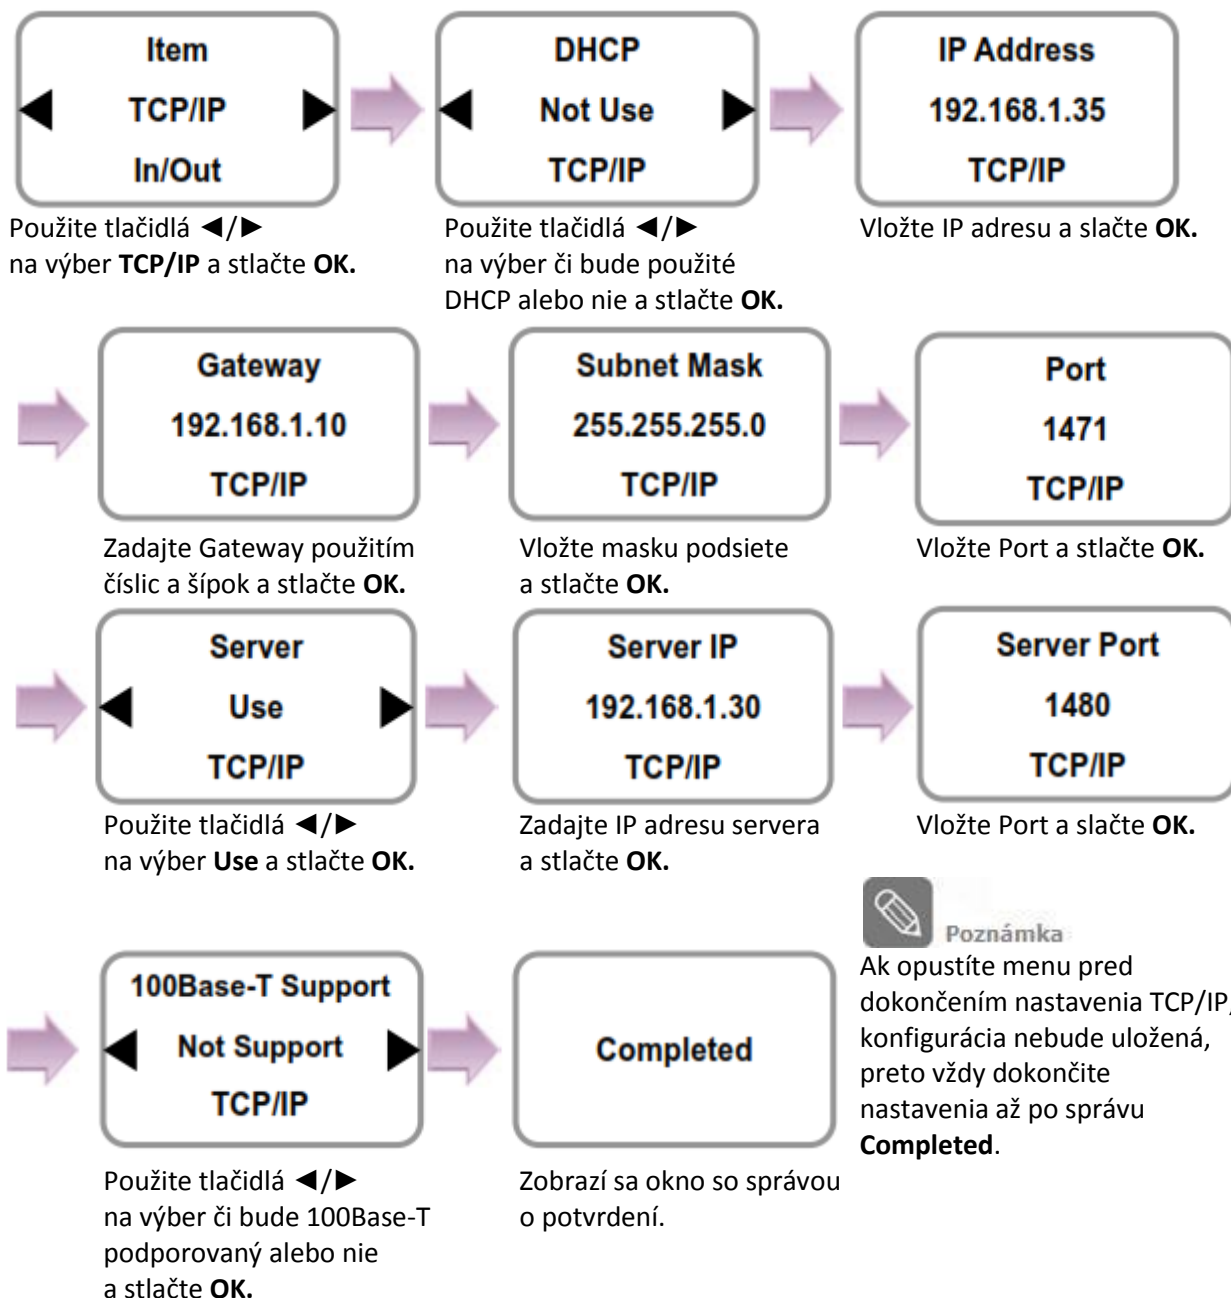 Item
◀ TCP/IP ▶
In/Out
Použite tlačidlá ◄/►
na výber TCP/IP a stlačte OK.
DHCP
◀ Not Use ▶
TCP/IP
Použite tlačidlá ◄/►
na výber či bude použité
DHCP alebo nie a stlačte OK.
IP Address
192.168.1.35
TCP/IP
Vložte IP adresu a slačte OK.
Gateway
192.168.1.10
TCP/IP
Zadajte Gateway použitím
číslic a šípok a stlačte OK.
Subnet Mask
255.255.255.0
TCP/IP
Vložte masku podsiete
a stlačte OK.
Port
1471
TCP/IP
Vložte Port a stlačte OK.
Server
◀ Use ▶
TCP/IP
Použite tlačidlá ◄/►
na výber Use a stlačte OK.
Server IP
192.168.1.30
TCP/IP
Zadajte IP adresu servera
a stlačte OK.
Server Port
1480
TCP/IP
Vložte Port a slačte OK.
100Base-T Support
◀ Not Support ▶
TCP/IP
Použite tlačidlá ◄/►
na výber či bude 100Base-T
podporovaný alebo nie
a stlačte OK.
Completed
Zobrazí sa okno so správou
o potvrdení.
Poznámka
Ak opustíte menu pred
dokončením nastavenia TCP/IP,
konfigurácia nebude uložená,
preto vždy dokončite
nastavenia až po správu
Completed.